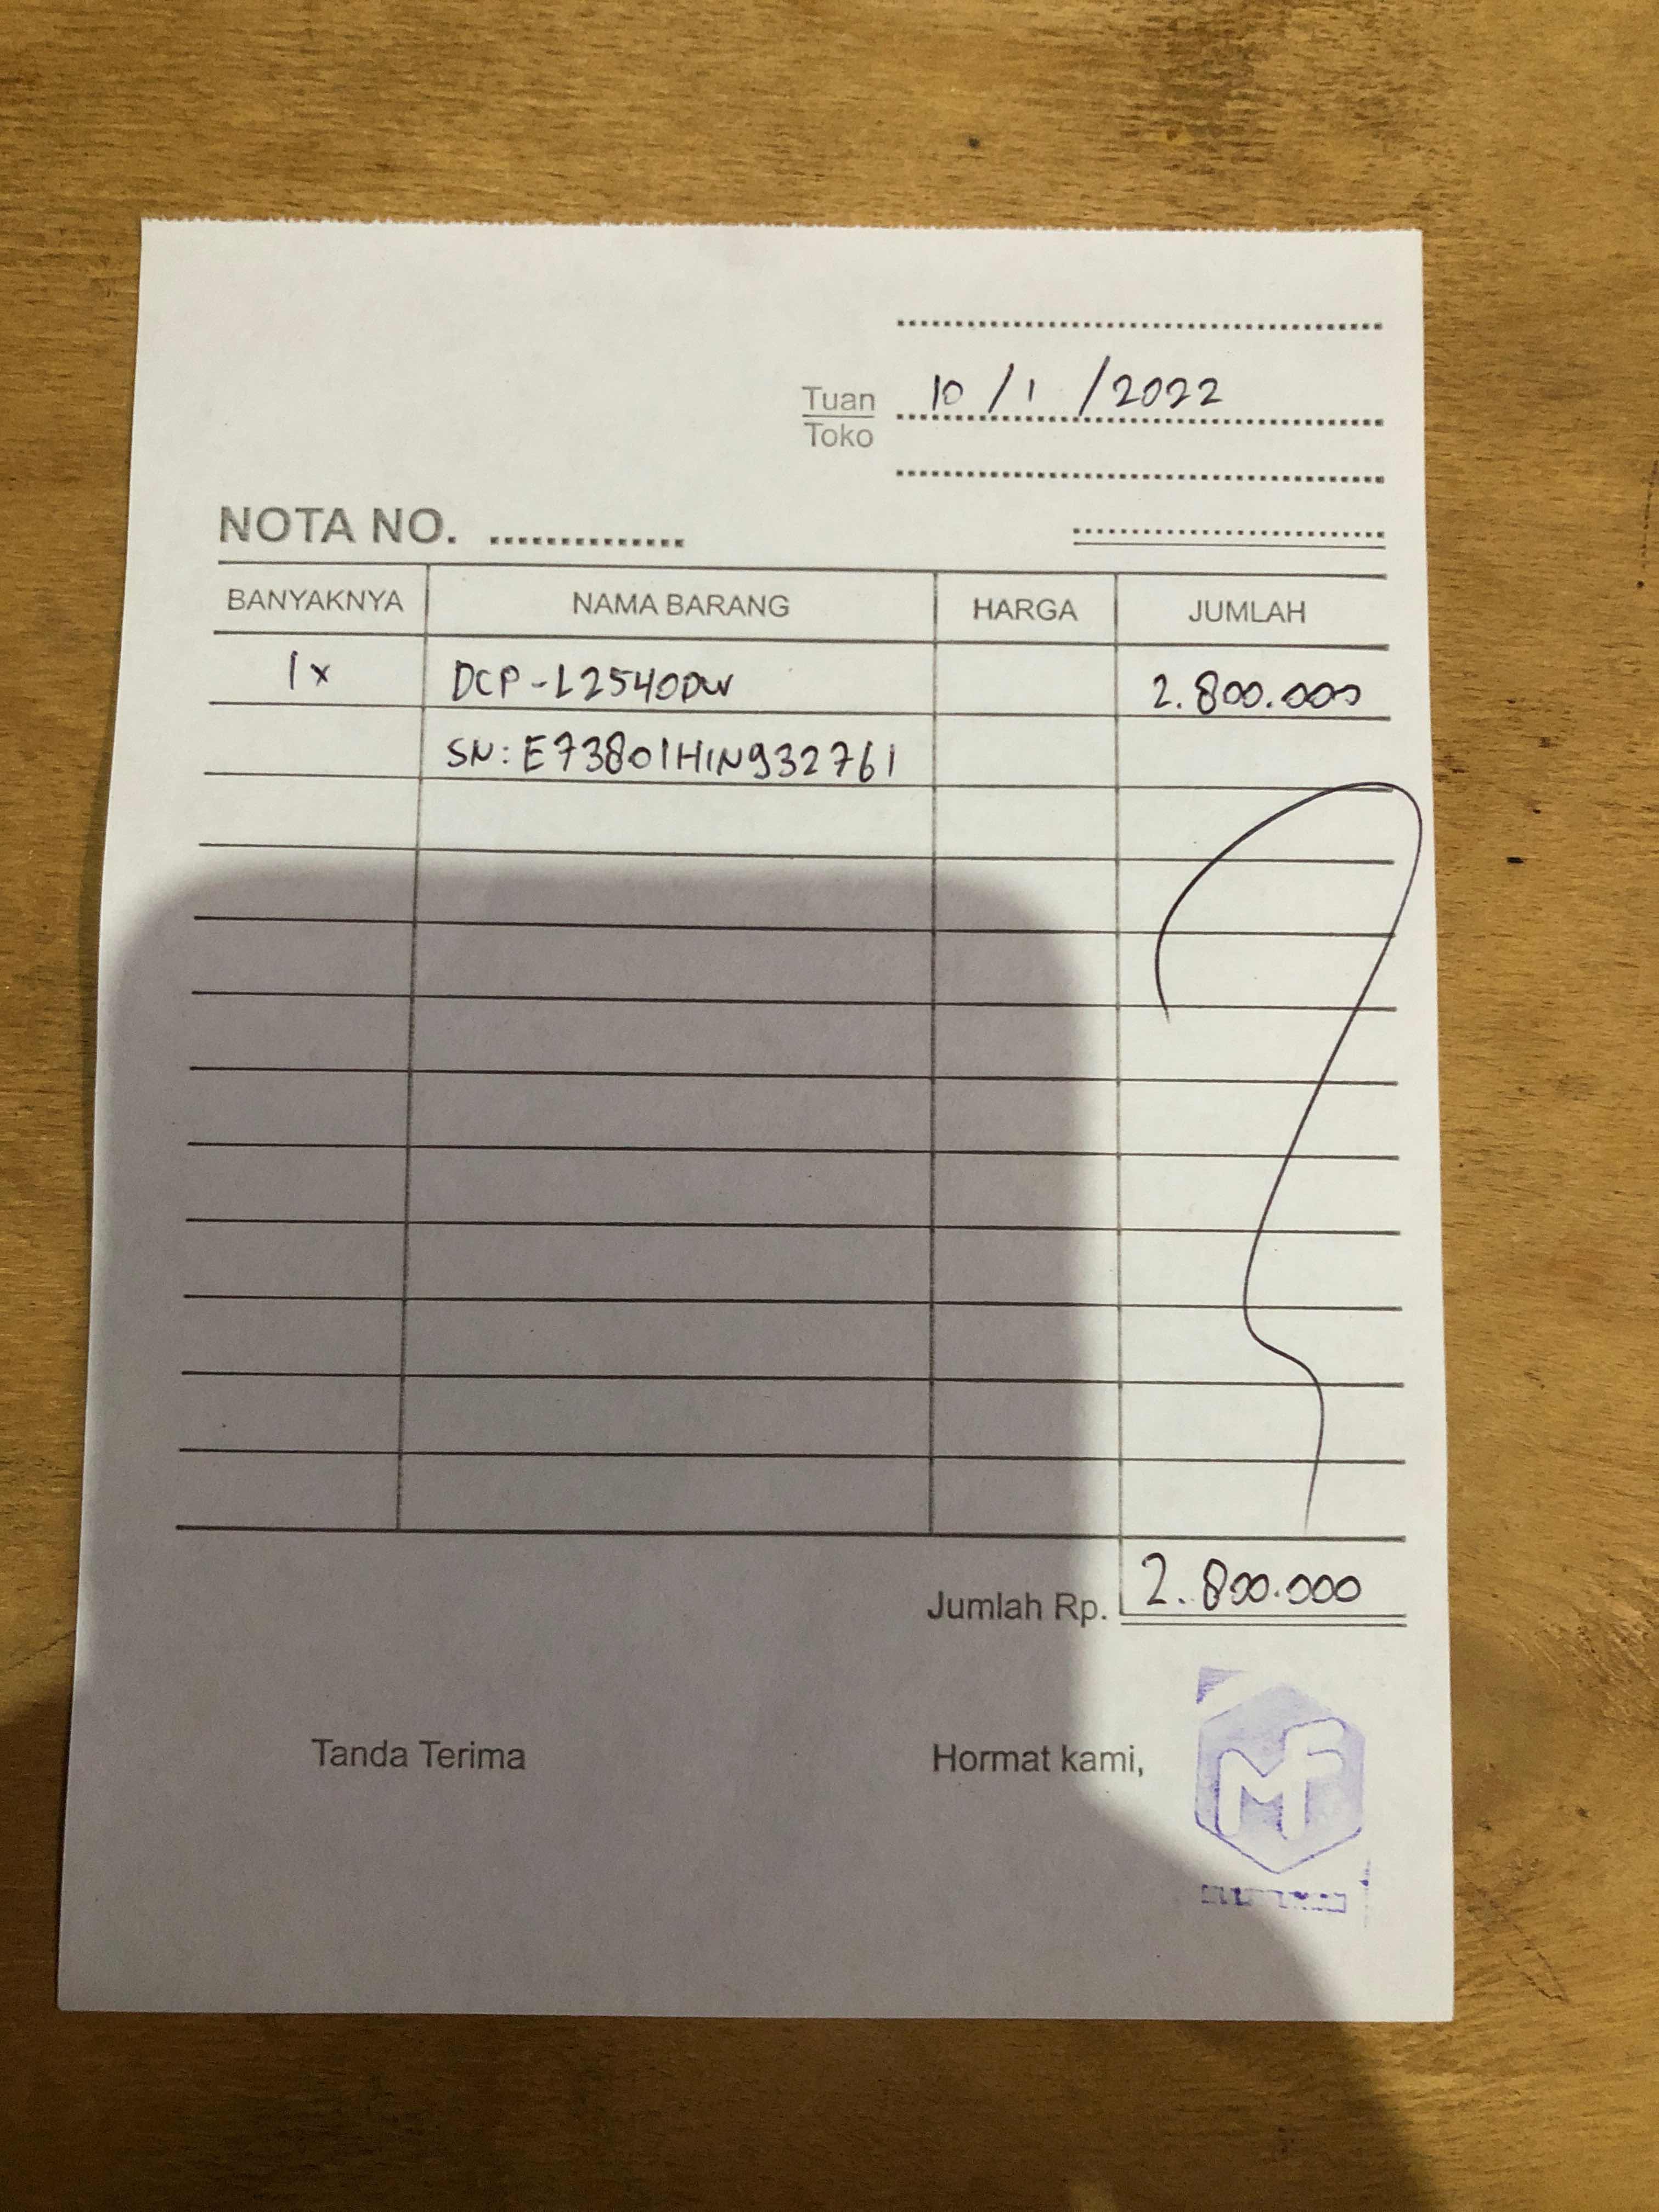 Tuan 10/1/2022
Toko
NOTA NO. ..............
BANYAKNYA NAMA BARANG HARGA JUMLAH
1x DCP-L2540DW 2.800.000
SN: E73801H1N932761
Jumlah Rp. 2.800.000
Tanda Terima Hormat kami,
MF